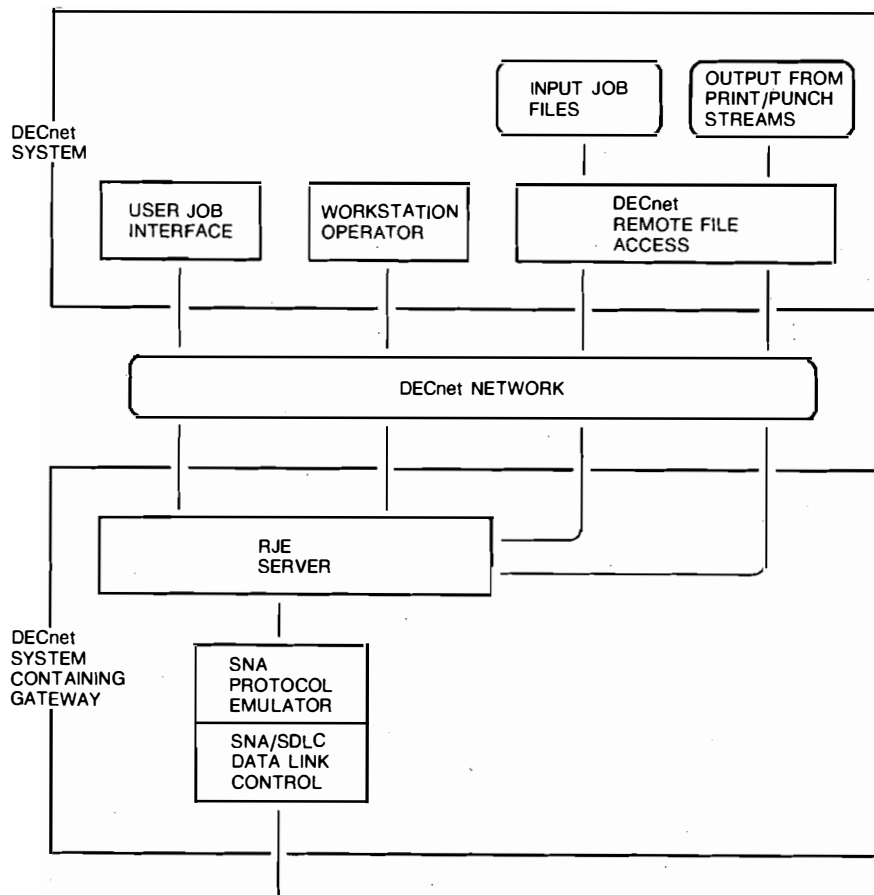 INPUT JOB
FILES
OUTPUT FROM
PRINT/PUNCH
STREAMS
DECnet
SYSTEM
USER JOB
INTERFACE
WORKSTATION
OPERATOR
DECnet
REMOTE FILE
ACCESS
DECnet NETWORK
RJE
SERVER
DECnet
SYSTEM
CONTAINING
GATEWAY
SNA
PROTOCOL
EMULATOR
SNA/SDLC
DATA LINK
CONTROL